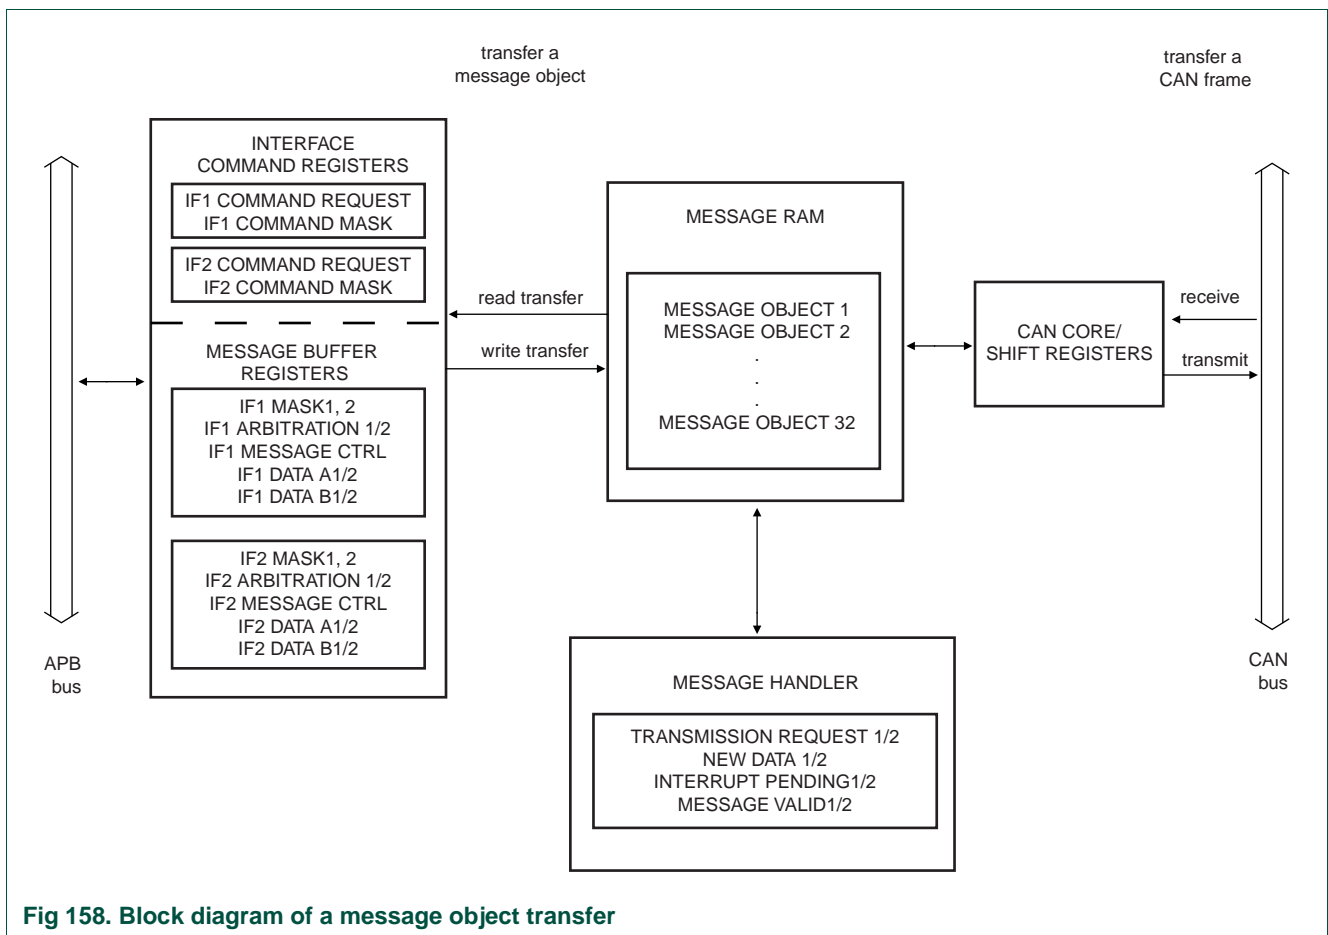 transfer a
message object
transfer a
CAN frame
INTERFACE
COMMAND REGISTERS
IF1 COMMAND REQUEST
IF1 COMMAND MASK
IF2 COMMAND REQUEST
IF2 COMMAND MASK
MESSAGE BUFFER
REGISTERS
IF1 MASK1, 2
IF1 ARBITRATION 1/2
IF1 MESSAGE CTRL
IF1 DATA A1/2
IF1 DATA B1/2
IF2 MASK1, 2
IF2 ARBITRATION 1/2
IF2 MESSAGE CTRL
IF2 DATA A1/2
IF2 DATA B1/2
APB
bus
read transfer
write transfer
MESSAGE RAM
MESSAGE OBJECT 1
MESSAGE OBJECT 2
.
.
.
MESSAGE OBJECT 32
CAN CORE/
SHIFT REGISTERS
receive
transmit
CAN
bus
MESSAGE HANDLER
TRANSMISSION REQUEST 1/2
NEW DATA 1/2
INTERRUPT PENDING1/2
MESSAGE VALID1/2
Fig 158. Block diagram of a message object transfer